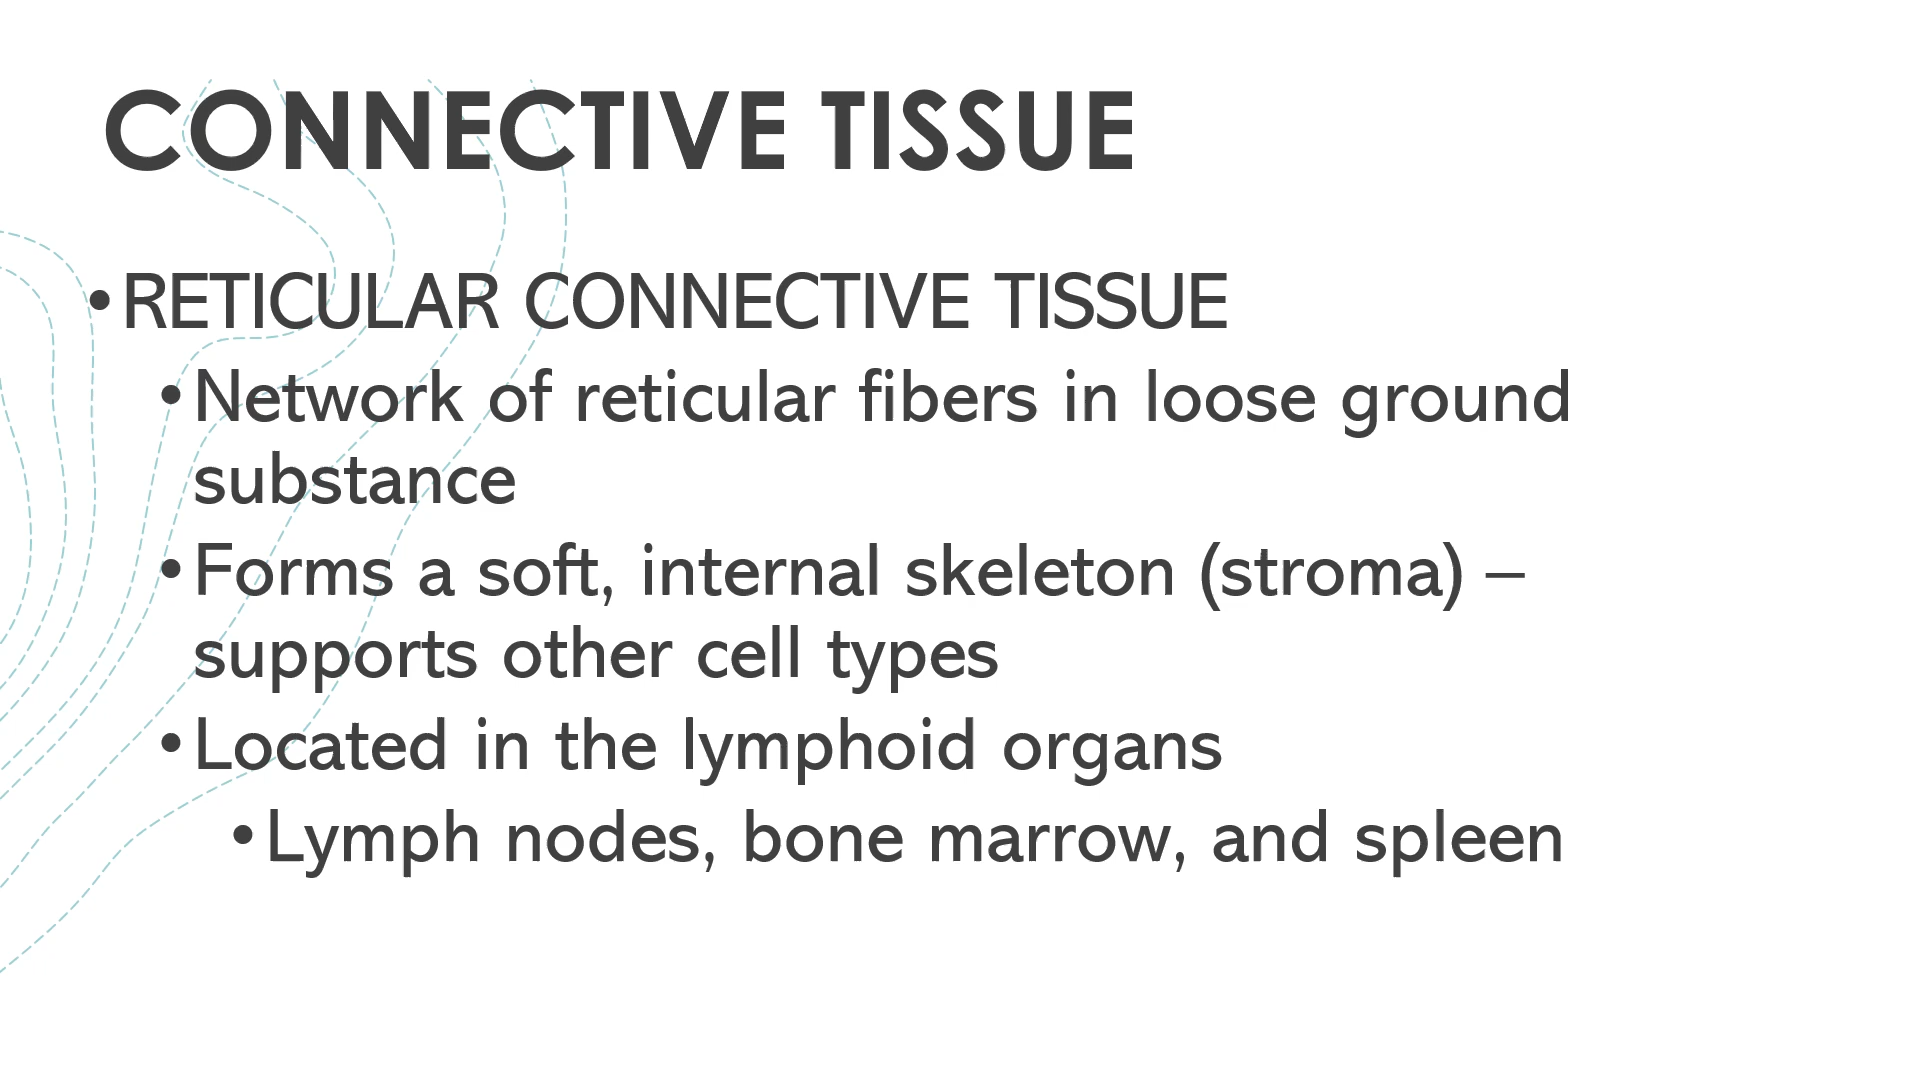 CONNECTIVE TISSUE
•RETICULAR CONNECTIVE TISSUE
•Network of reticular fibers in loose ground
substance
•Forms a soft, internal skeleton (stroma) –
supports other cell types
•Located in the lymphoid organs
•Lymph nodes, bone marrow, and spleen